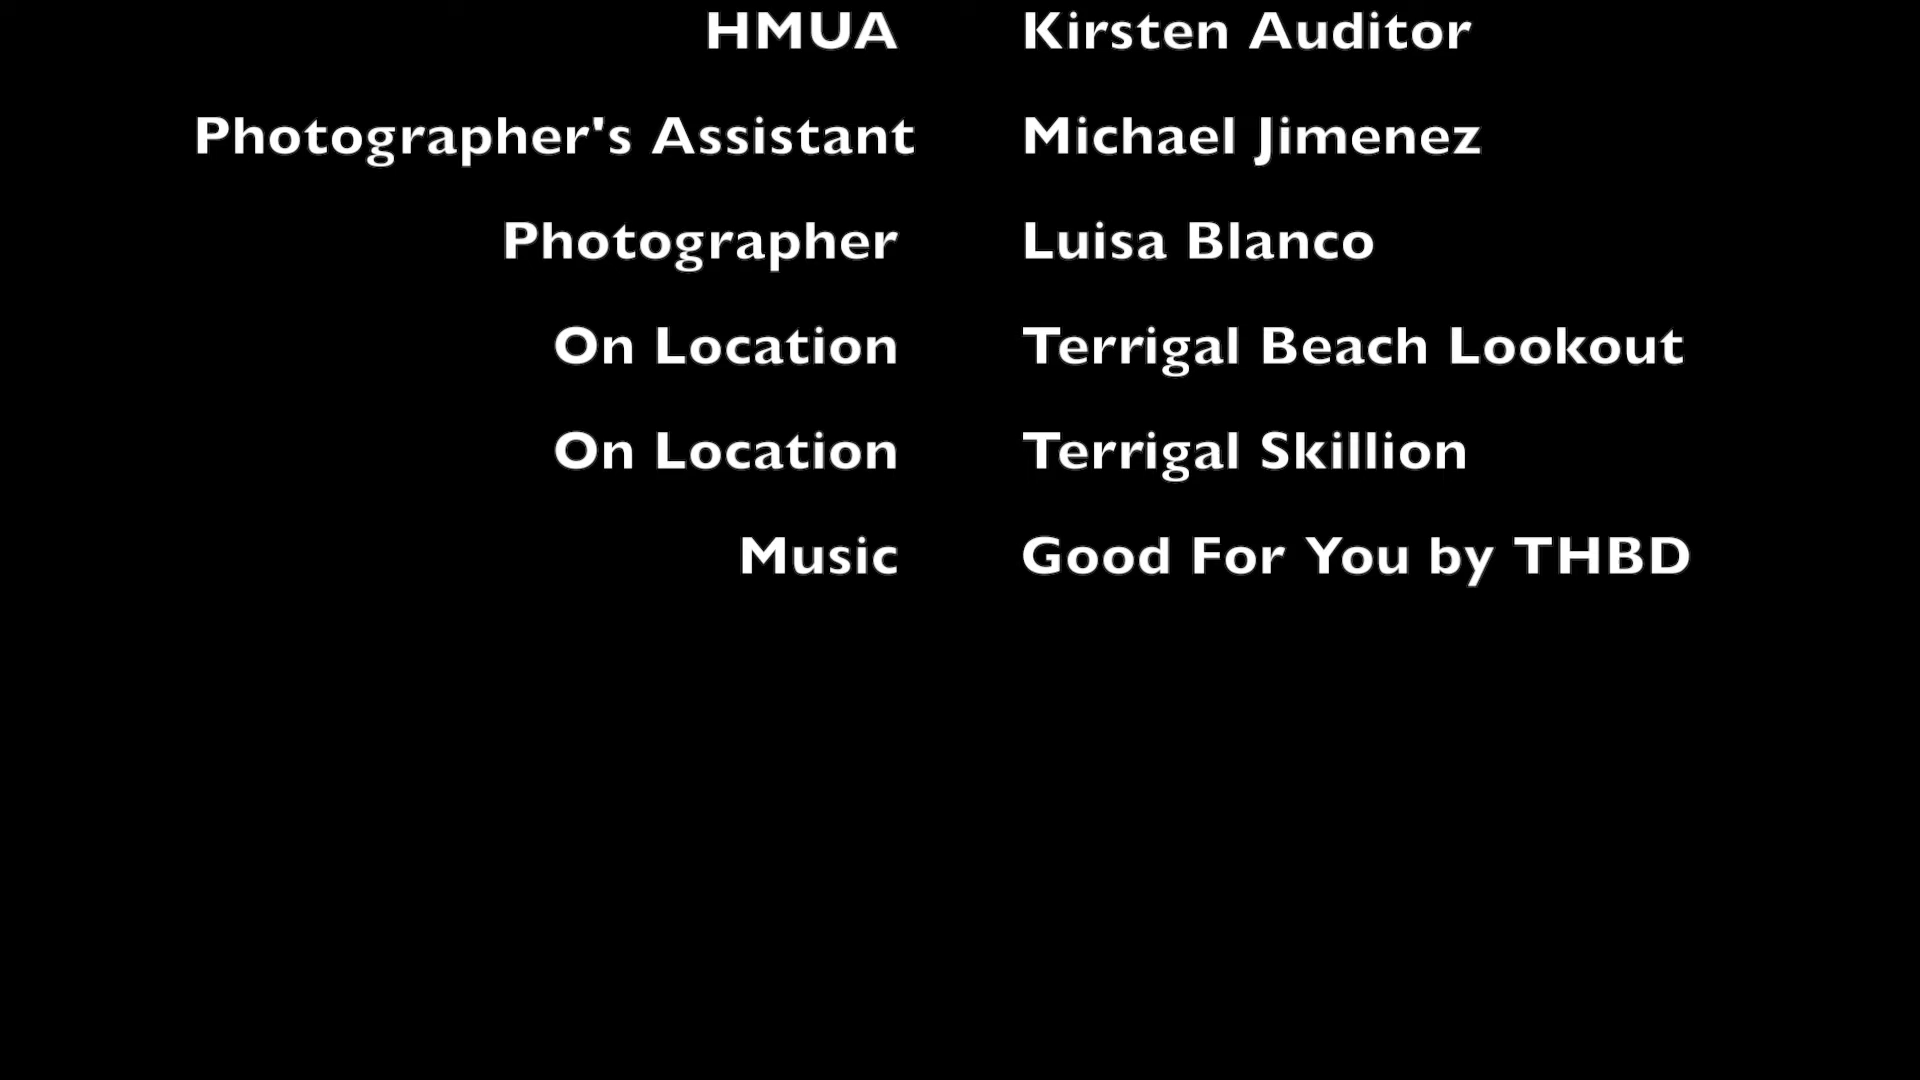 HMUA Kirsten Auditor
Photographer's Assistant Michael Jimenez
Photographer Luisa Blanco
On Location Terrigal Beach Lookout
On Location Terrigal Skillion
Music Good For You by THBD